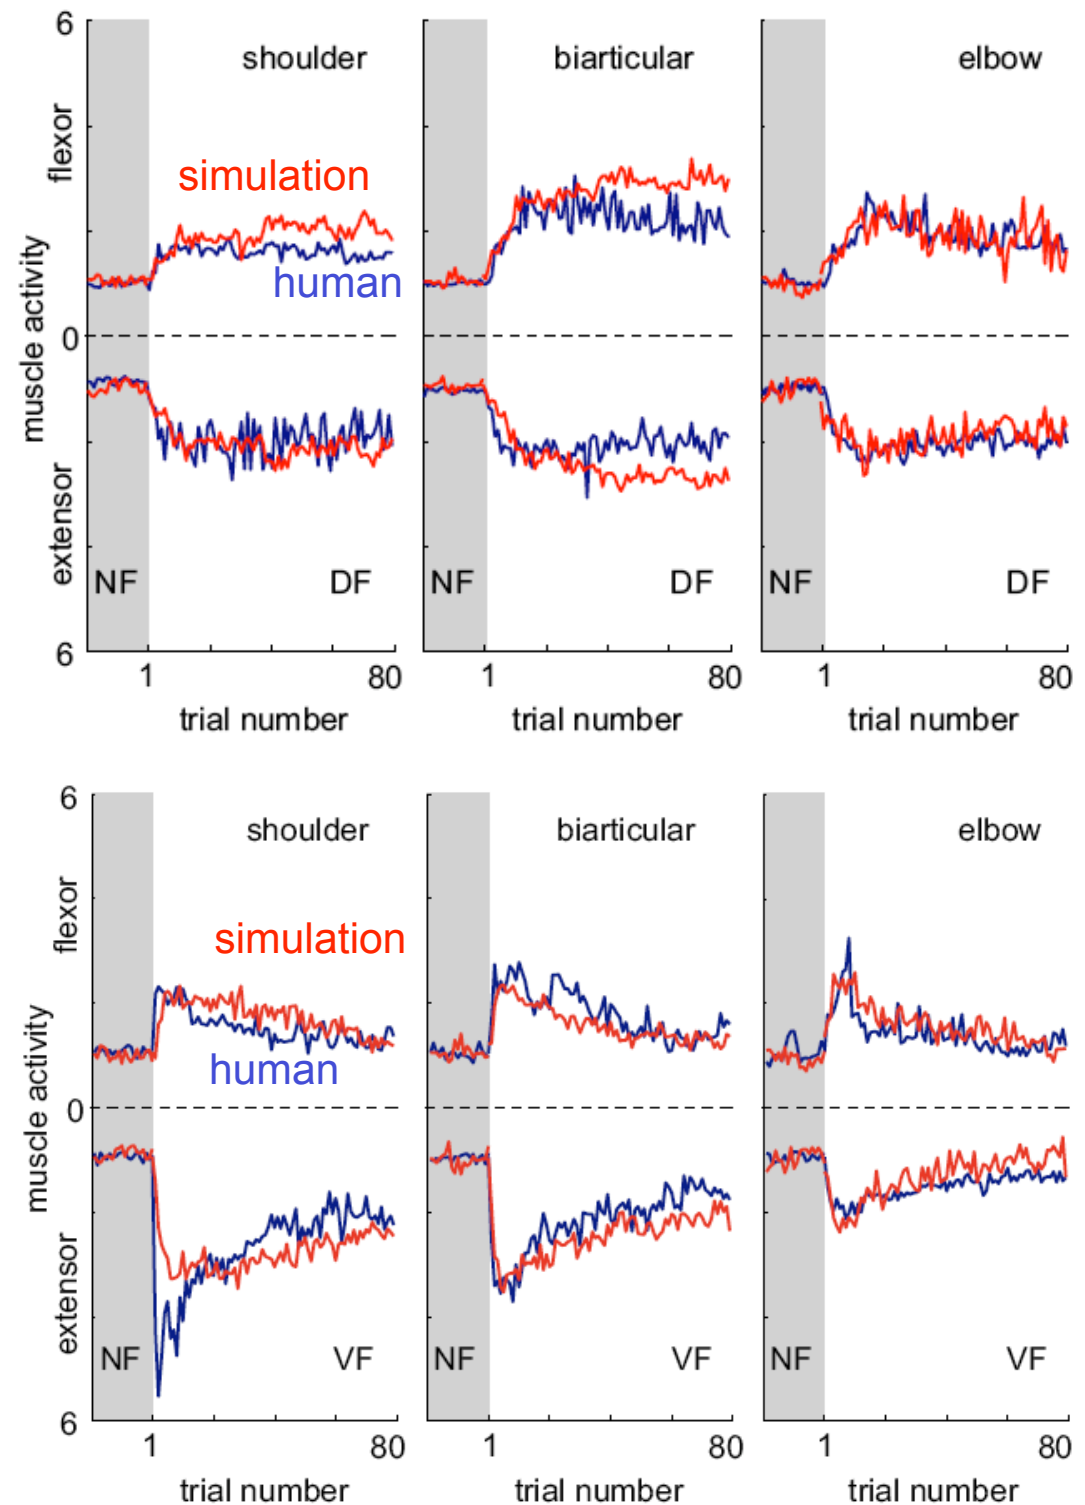 6
shoulder
biarticular
elbow
flexor
simulation
human
muscle activity
0
extensor
NF
DF
NF
DF
NF
DF
6
1
80
1
80
1
80
trial number
trial number
trial number
6
shoulder
biarticular
elbow
flexor
simulation
human
muscle activity
0
extensor
NF
VF
NF
VF
NF
VF
6
1
80
1
80
1
80
trial number
trial number
trial number